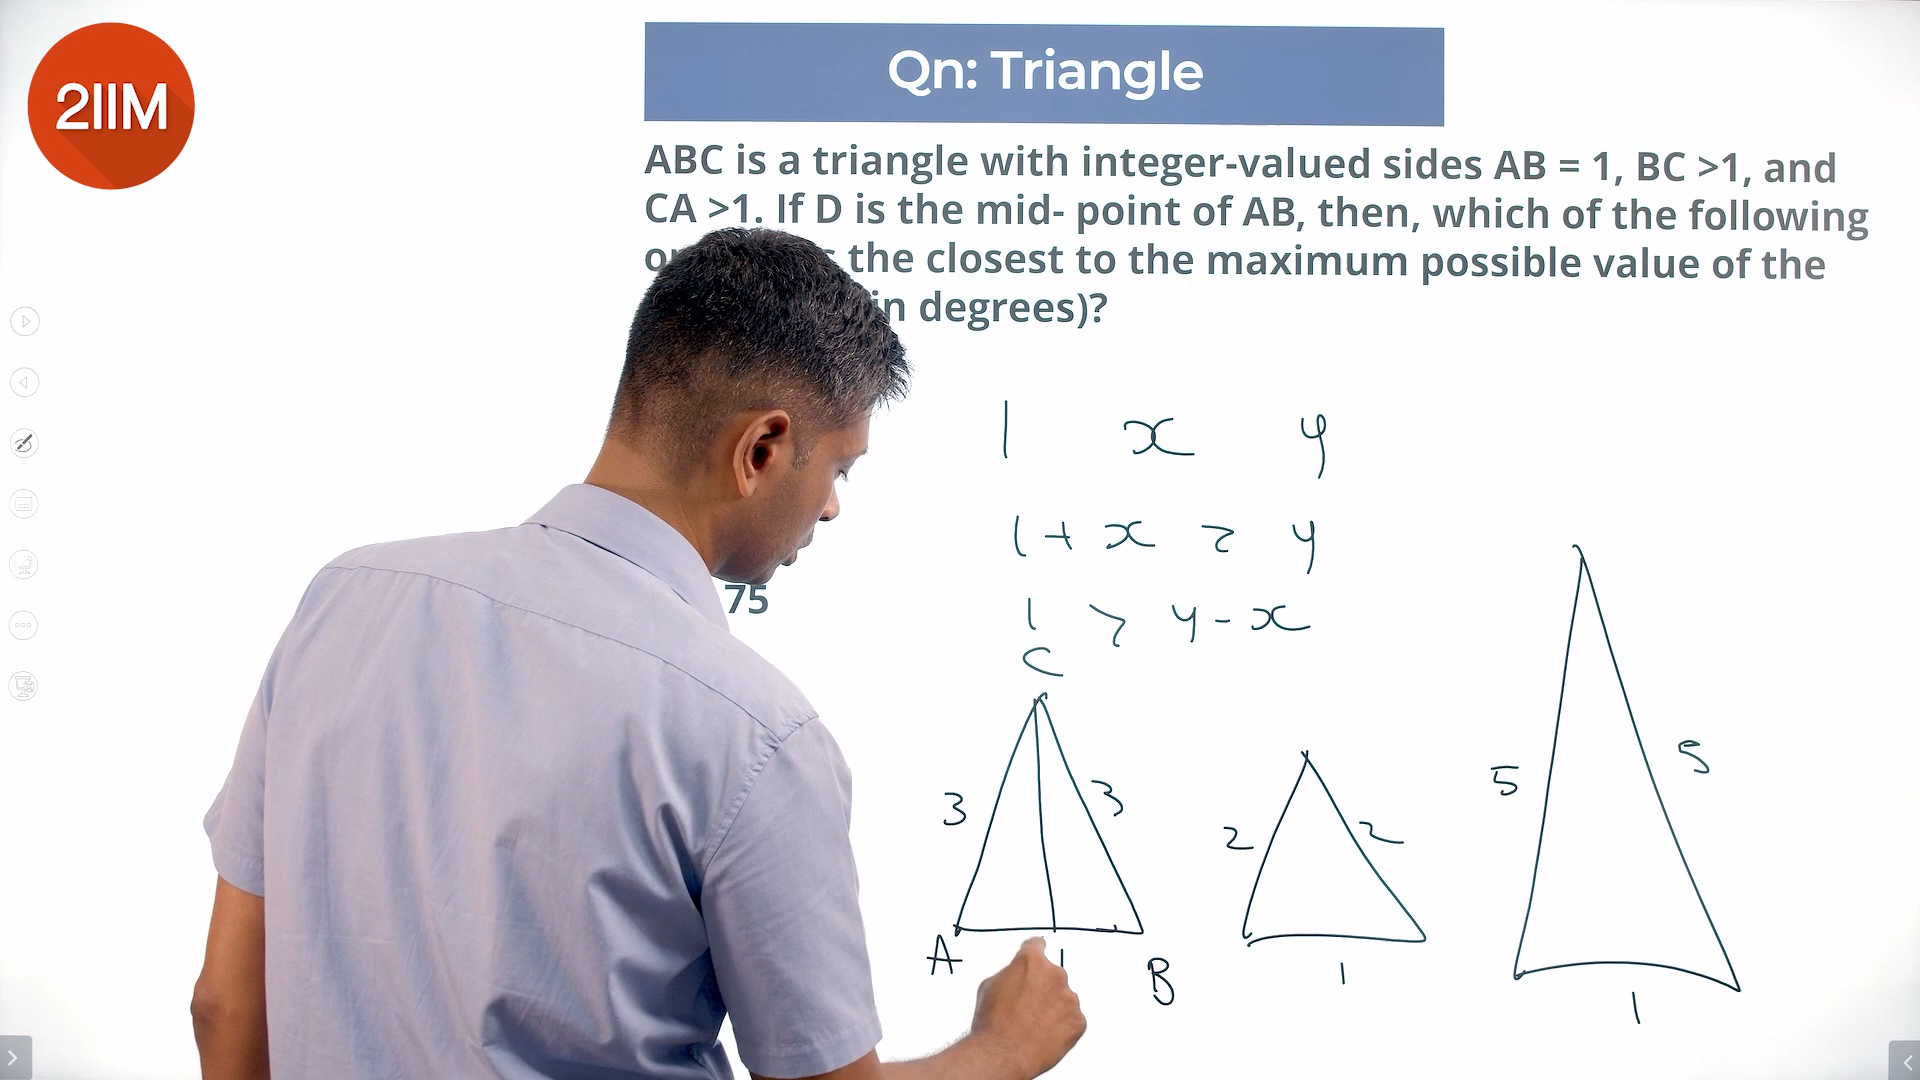 2IIM
Qn: Triangle
ABC is a triangle with integer-valued sides AB = 1, BC >1, and
CA >1. If D is the mid- point of AB, then, which of the following
the closest to the maximum possible value of the
in degrees)?
1 x y
1 + x > y
75
1 > y - x
C
3 3
2 2
5 5
A 1 B
1
1